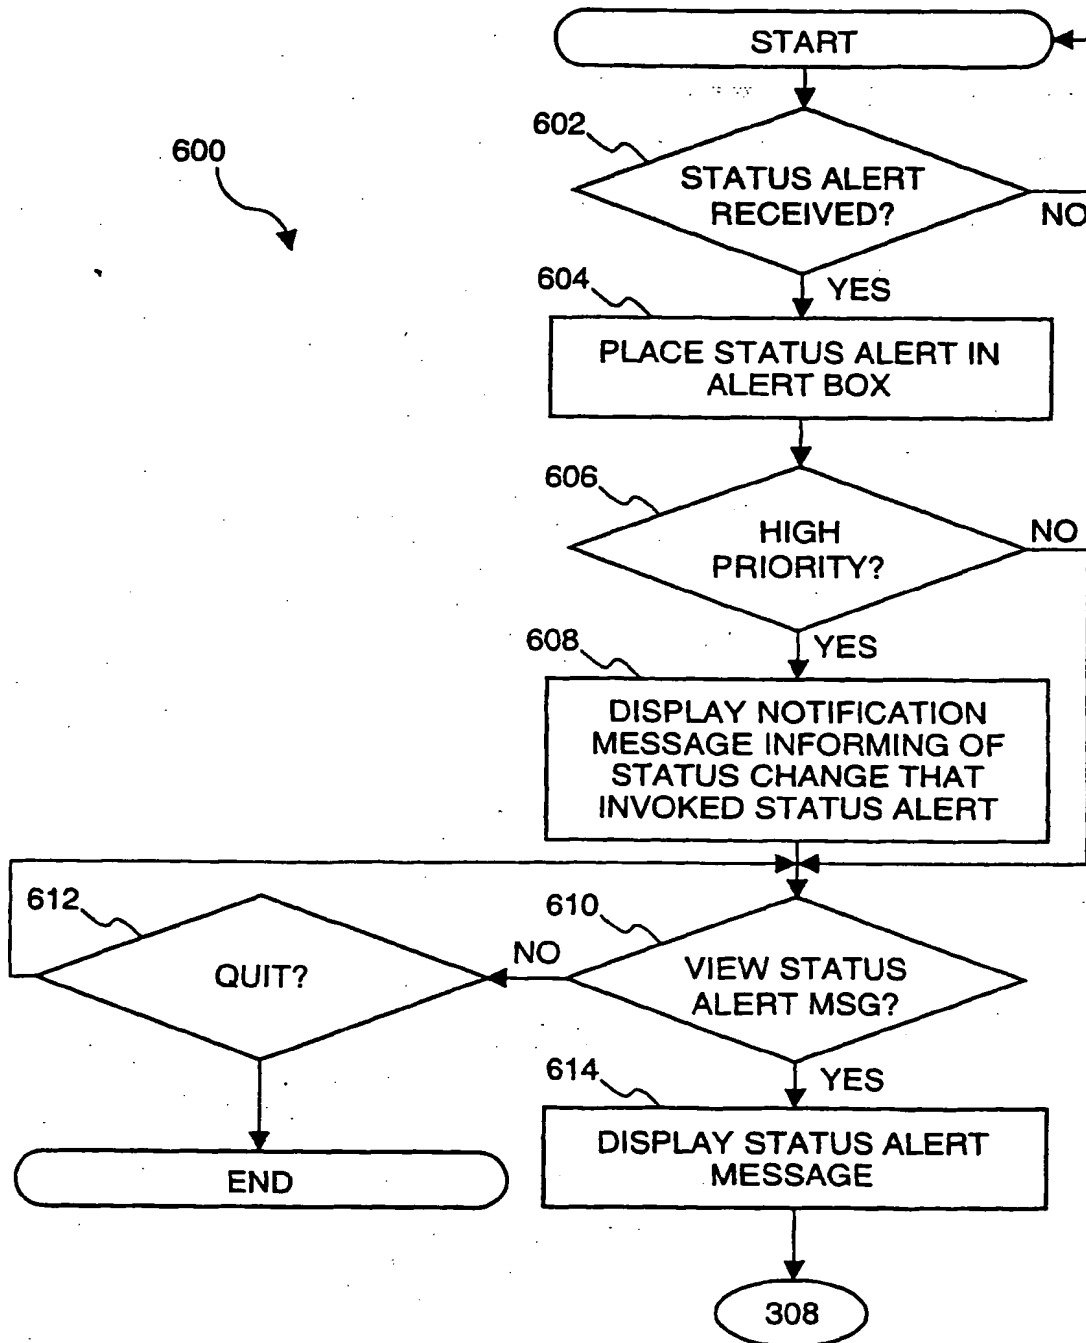 START
602
600
STATUS ALERT
RECEIVED?
NO
YES
604
PLACE STATUS ALERT IN
ALERT BOX
606
HIGH
PRIORITY?
NO
YES
608
DISPLAY NOTIFICATION
MESSAGE INFORMING OF
STATUS CHANGE THAT
INVOKED STATUS ALERT
612
610
QUIT?
NO
VIEW STATUS
ALERT MSG?
YES
614
DISPLAY STATUS ALERT
MESSAGE
END
308